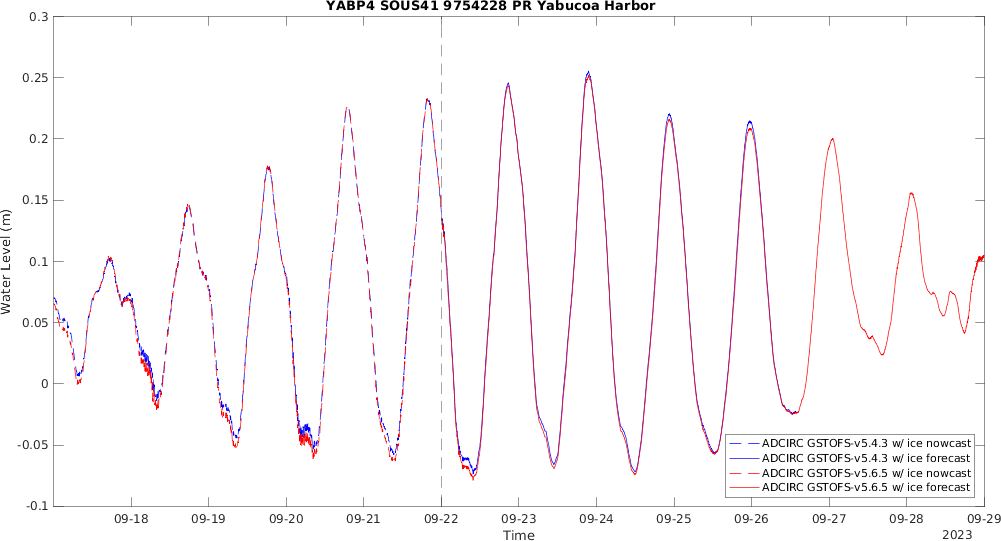 YABP4 SOUS41 9754228 PR Yabucoa Harbor
0.3
0.25
0.2
0.15
0.1
0.05
0
-0.05
-0.1
Water Level (m)
ADCIRC GSTOFS-v5.4.3 w/ ice nowcast
ADCIRC GSTOFS-v5.4.3 w/ ice forecast
ADCIRC GSTOFS-v5.6.5 w/ ice nowcast
ADCIRC GSTOFS-v5.6.5 w/ ice forecast
09-18 09-19 09-20 09-21 09-22 09-23 09-24 09-25 09-26 09-27 09-28 09-29
Time
2023